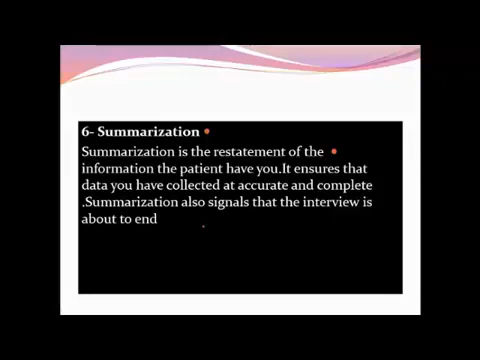 6- Summarization
Summarization is the restatement of the
information the patient have you.It ensures that
data you have collected at accurate and complete
.Summarization also signals that the interview is
about to end